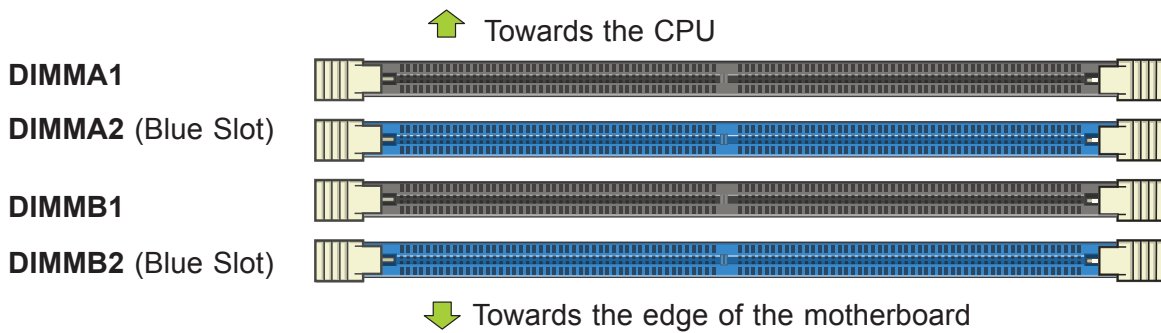 Towards the CPU
DIMMA1
DIMMA2 (Blue Slot)
DIMMB1
DIMMB2 (Blue Slot)
Towards the edge of the motherboard